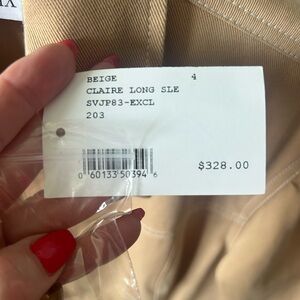 BEIGE 4
CLAIRE LONG SLE
SVJP83-EXCL
203
0 60133 50394 6
$328.00